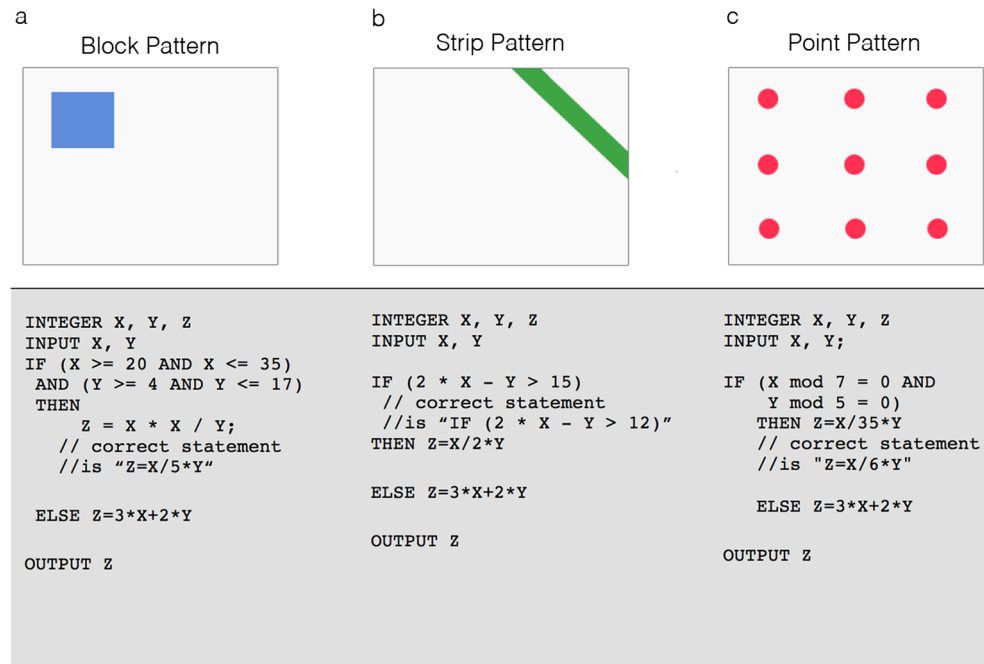 a
Block Pattern
INTEGER X, Y, Z
INPUT X, Y
IF (X >= 20 AND X <= 35)
AND (Y >= 4 AND Y <= 17)
THEN
Z = X * X / Y;
// correct statement
//is “Z=X/5*Y“
ELSE Z=3*X+2*Y
OUTPUT Z
b
Strip Pattern
INTEGER X, Y, Z
INPUT X, Y
IF (2 * X – Y > 15)
// correct statement
//is “IF (2 * X – Y > 12)”
THEN Z=X/2*Y
ELSE Z=3*X+2*Y
OUTPUT Z
c
Point Pattern
INTEGER X, Y, Z
INPUT X, Y;
IF (X mod 7 = 0 AND
Y mod 5 = 0)
THEN Z=X/35*Y
// correct statement
//is "Z=X/6*Y"
ELSE Z=3*X+2*Y
OUTPUT Z